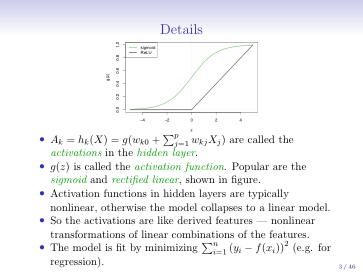 Details
sigmoid
ReLU
1.0
0.8
0.6
0.4
0.2
0.0
g(z)
−4 −2 0 2 4
z
• A_k = h_k(X) = g(w_{k0} + ∑_{j=1}^{p} w_{kj}X_j) are called the
activations in the hidden layer.
• g(z) is called the activation function. Popular are the
sigmoid and rectified linear, shown in figure.
• Activation functions in hidden layers are typically
nonlinear, otherwise the model collapses to a linear model.
• So the activations are like derived features — nonlinear
transformations of linear combinations of the features.
• The model is fit by minimizing ∑_{i=1}^{n} (y_i − f(x_i))^2 (e.g. for
regression).
3 / 46